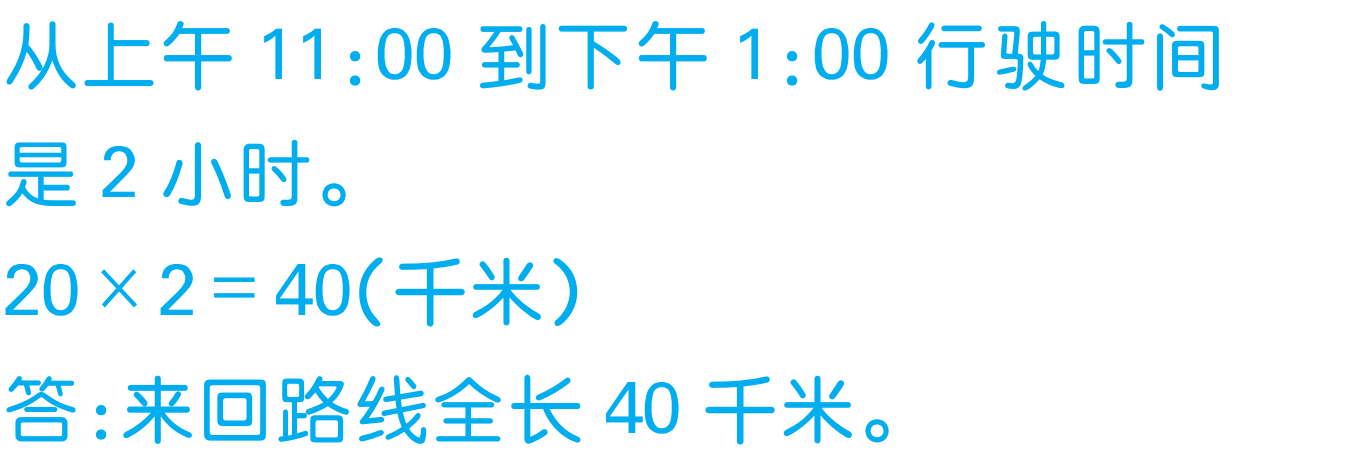 从上午 11:00 到下午 1:00 行驶时间
是 2 小时。
20 × 2 = 40(千米)
答:来回路线全长 40 千米。